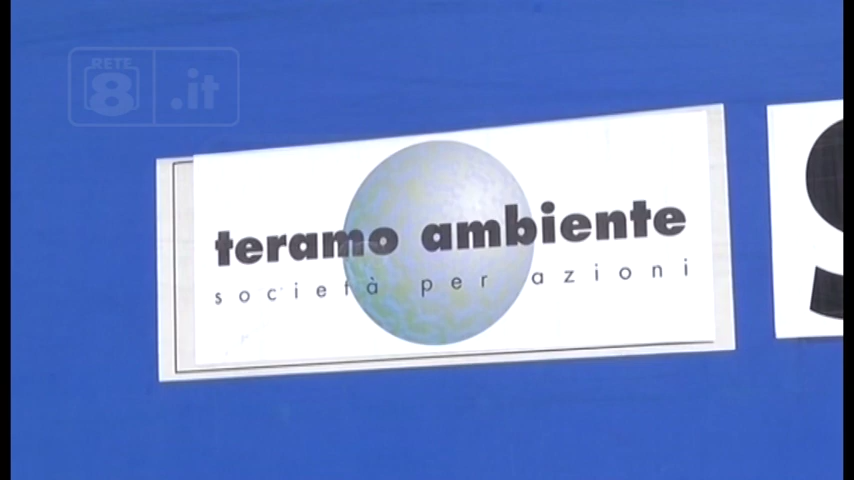 RETE
8 .it
teramo ambiente
società per azioni